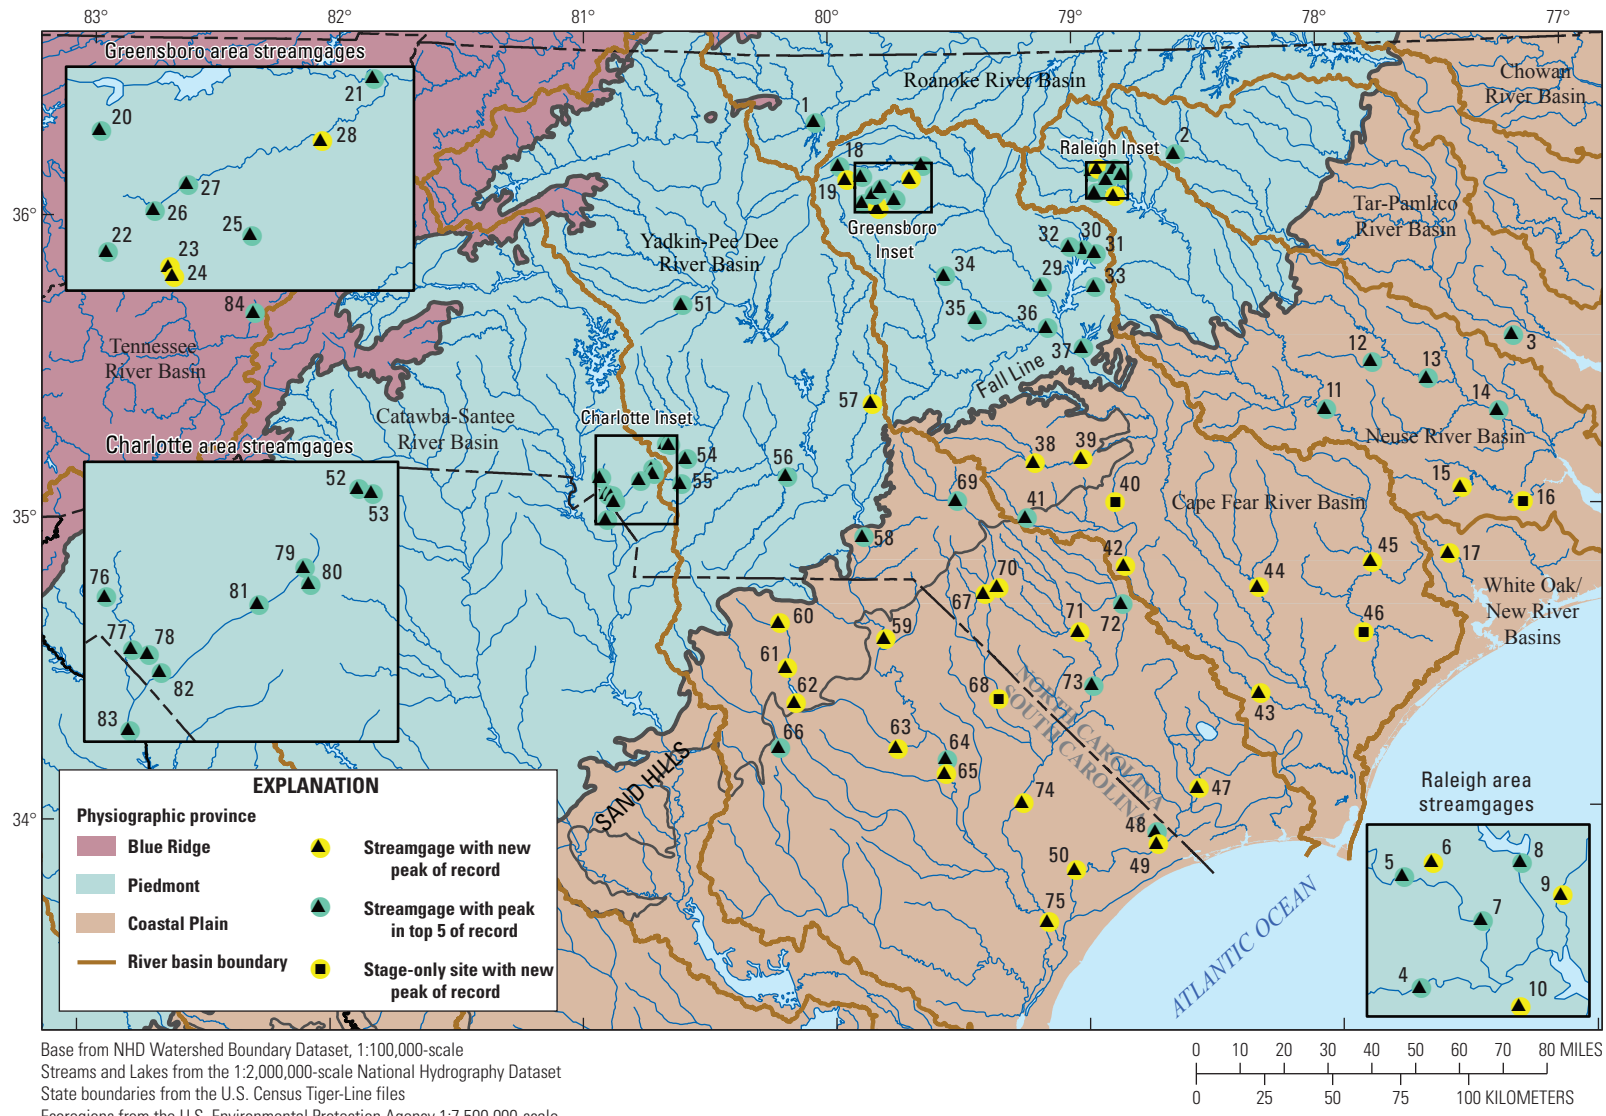 83°
82°
81°
80°
79°
78°
77°
Greensboro area streamgages
20
21
28
27
26
25
22
23
24
Roanoke River Basin
Chowan
River Basin
1
2
18
19
Raleigh Inset
Greensboro
Inset
Tar-Pamlico
River Basin
36°
Yadkin-Pee Dee
River Basin
32
30
31
29
33
34
35
36
37
51
84
Tennessee
River Basin
Fall Line
3
12
13
11
14
Neuse River Basin
57
Catawba-Santee
River Basin
Charlotte Inset
54
55
56
38
39
40
15
16
35°
Charlotte area streamgages
52
53
79
80
81
76
77
78
82
83
69
41
Cape Fear River Basin
58
42
45
17
44
46
White Oak/
New River
Basins
70
67
71
72
60
59
61
62
68
73
43
NORTH CAROLINA
SOUTH CAROLINA
66
63
64
65
74
47
48
49
50
75
SAND HILLS
34°
ATLANTIC OCEAN
EXPLANATION
Physiographic province
Blue Ridge
Piedmont
Coastal Plain
River basin boundary
Streamgage with new
peak of record
Streamgage with peak
in top 5 of record
Stage-only site with new
peak of record
Raleigh area
streamgages
5
6
8
9
7
4
10
Base from NHD Watershed Boundary Dataset, 1:100,000-scale
Streams and Lakes from the 1:2,000,000-scale National Hydrography Dataset
State boundaries from the U.S. Census Tiger-Line files
Ecoregions from the U.S. Environmental Protection Agency 1:7,500,000-scale
0 10 20 30 40 50 60 70 80 MILES
0 25 50 75 100 KILOMETERS